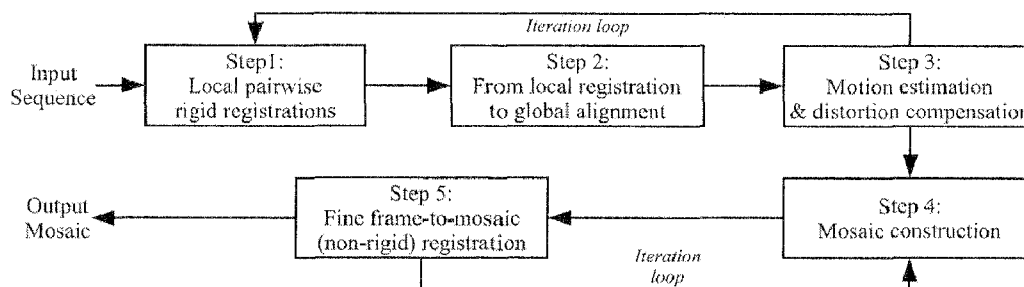 Iteration loop
Input
Sequence
Step1:
Local pairwise
rigid registrations
Step 2:
From local registration
to global alignment
Step 3:
Motion estimation
& distortion compensation
Output
Mosaic
Step 5:
Fine frame-to-mosaic
(non-rigid) registration
Step 4:
Mosaic construction
Iteration
loop